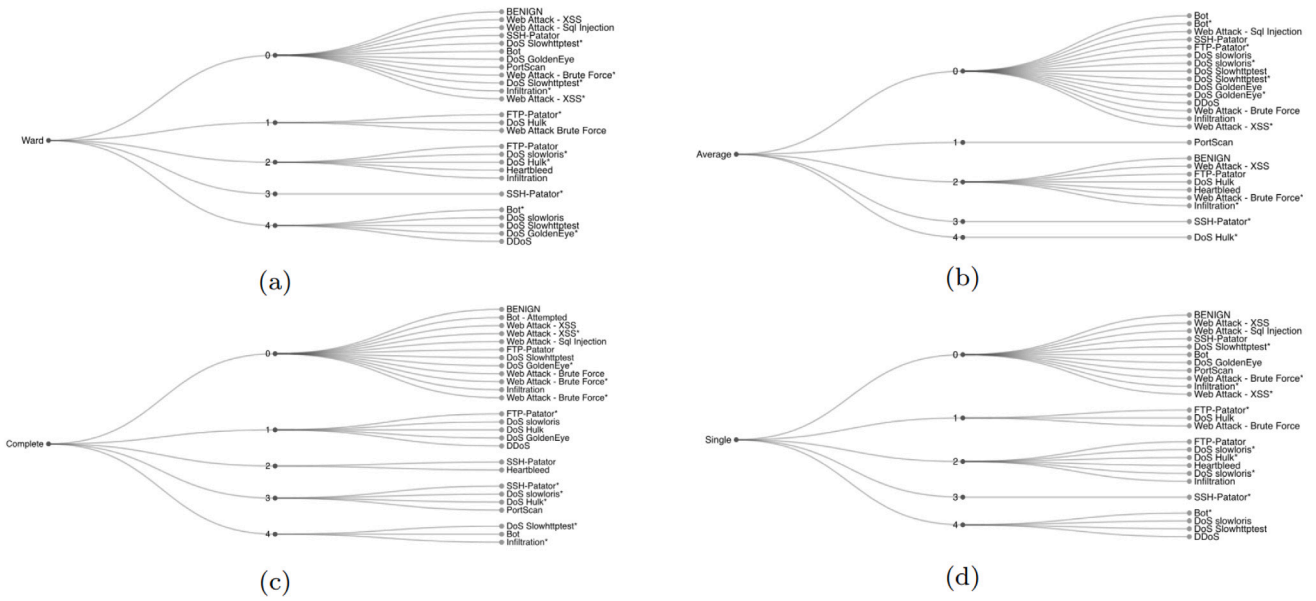 Ward
0
BENIGN
Web Attack - XSS
Web Attack - Sql Injection
SSH-Patator
DoS Slowhttptest*
Bot
DoS GoldenEye
PortScan
Web Attack - Brute Force*
DoS Slowhttptest*
Infiltration*
Web Attack - XSS*
1
FTP-Patator*
DoS Hulk
Web Attack Brute Force
2
FTP-Patator
DoS slowloris*
DoS Hulk*
Heartbleed
Infiltration
3
SSH-Patator*
4
Bot*
DoS slowloris
DoS Slowhttptest
DoS GoldenEye*
DDoS
(a)
Average
0
Bot
Bot*
Web Attack - Sql Injection
SSH-Patator
FTP-Patator*
DoS slowloris
DoS slowloris*
DoS Slowhttptest
DoS Slowhttptest*
DoS GoldenEye
DoS GoldenEye*
DDoS
Web Attack - Brute Force
Infiltration
Web Attack - XSS*
1
PortScan
2
BENIGN
Web Attack - XSS
FTP-Patator
DoS Hulk
Heartbleed
Web Attack - Brute Force*
Infiltration*
3
SSH-Patator*
4
DoS Hulk*
(b)
Complete
0
BENIGN
Bot - Attempted
Web Attack - XSS
Web Attack - XSS*
Web Attack - Sql Injection
FTP-Patator
DoS Slowhttptest
DoS GoldenEye*
Web Attack - Brute Force
Web Attack - Brute Force*
Infiltration
Web Attack - Brute Force*
1
FTP-Patator*
DoS slowloris
DoS Hulk
DoS GoldenEye
DDoS
2
SSH-Patator
Heartbleed
3
SSH-Patator*
DoS slowloris*
DoS Hulk*
PortScan
4
DoS Slowhttptest*
Bot
Infiltration*
(c)
Single
0
BENIGN
Web Attack - XSS
Web Attack - Sql Injection
SSH-Patator
DoS Slowhttptest*
Bot
DoS GoldenEye
PortScan
Web Attack - Brute Force*
Infiltration*
Web Attack - XSS*
1
FTP-Patator*
DoS Hulk
Web Attack - Brute Force
2
FTP-Patator
DoS slowloris*
DoS Hulk*
Heartbleed
DoS slowloris*
Infiltration
3
SSH-Patator*
4
Bot*
DoS slowloris
DoS Slowhttptest
DDoS
(d)